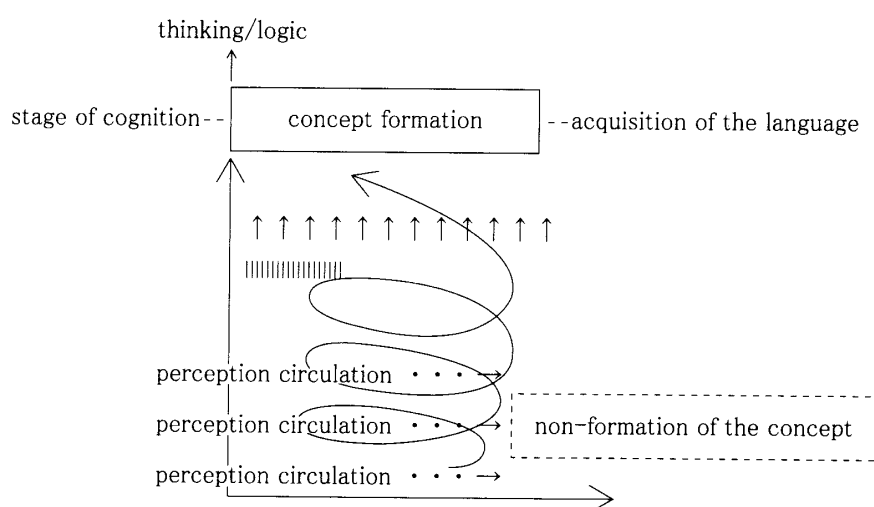 thinking/logic
stage of cognition-- concept formation --acquisition of the language
perception circulation ・・・→
perception circulation ・・・→ non-formation of the concept
perception circulation ・・・→